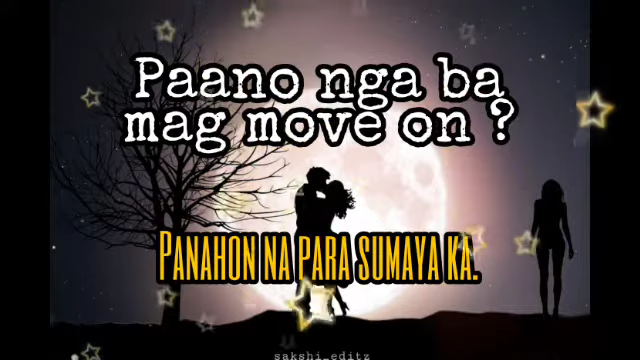 Paano nga ba
mag move on ?
PANAHON NA PARA SUMAYA KA.
sakshi_editz